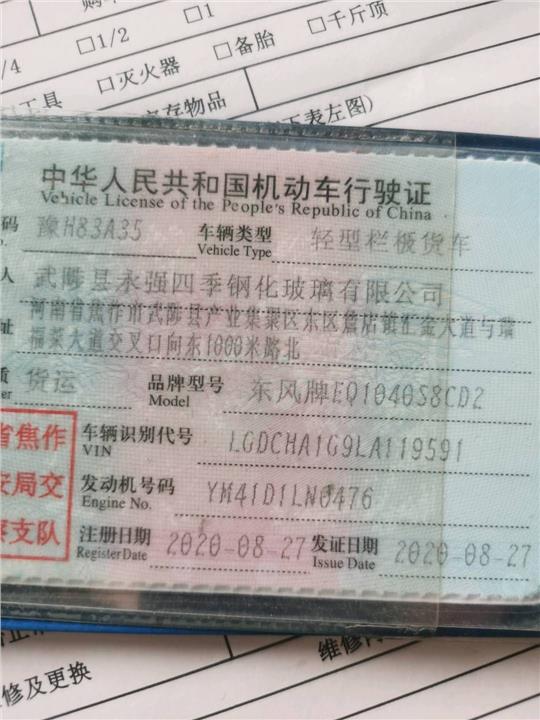 □1/2 □1
/4
□灭火器 □备胎 □千斤顶
工具
存物品
正表左图)
中华人民共和国机动车行驶证
Vehicle License of the People's Republic of China
码 豫H83A35 车辆类型 轻型栏板货车
Vehicle Type
人 武陟县永强四季钢化玻璃有限公司
址 河南省焦作市武陟县产业集聚区东区詹店镇汇金大道与瑞
福莱大道交叉口向东1000米路北
质 货运 品牌型号 东风牌EQ1040S8CD2
Model
省焦作 车辆识别代号 LGDCHA1G9LA119591
VIN
安局交 发动机号码 YM41D1LN0476
Engine No.
察支队 注册日期 2020-08-27 发证日期 2020-08-27
Register Date Issue Date
维修
修及更换